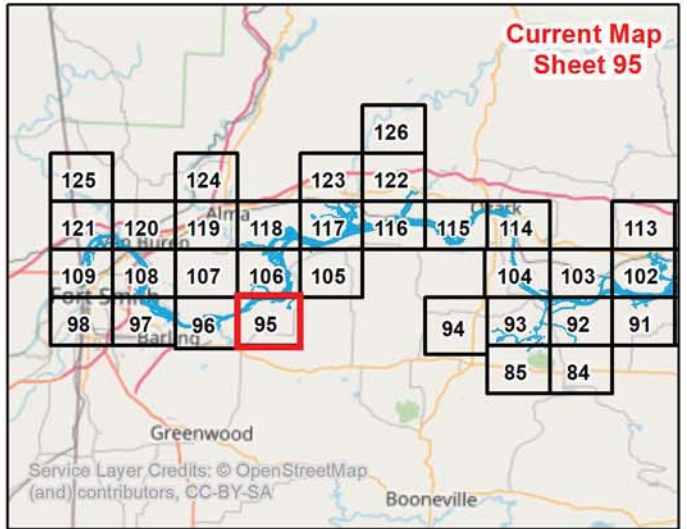 Current Map
Sheet 95
126
125 124 123 122
Alma
121 120 119 118 117 116 115 114 113
Van Buren
Ozark
109 108 107 106 105 104 103 102
Fort Smith
98 97 96 95 94 93 92 91
Barling
85 84
Greenwood
Service Layer Credits: © OpenStreetMap
(and) contributors, CC-BY-SA
Booneville